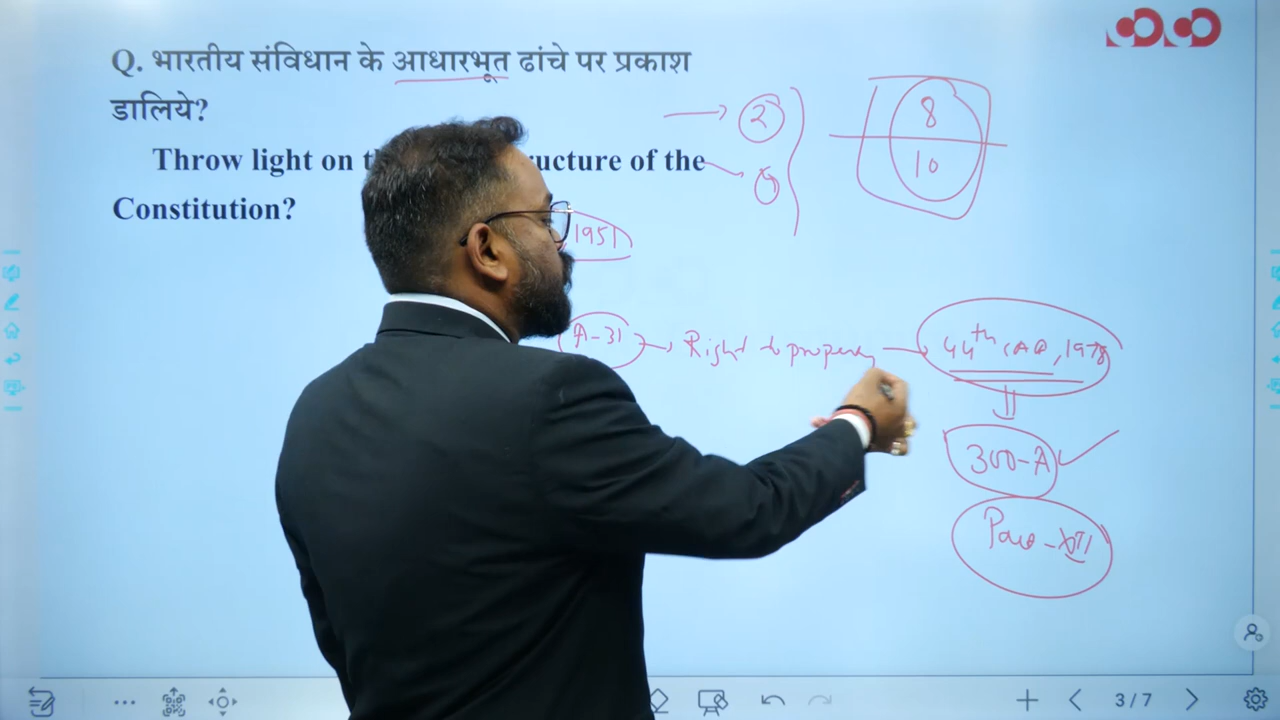 Q. भारतीय संविधान के आधारभूत ढांचे पर प्रकाश
डालिये?
Throw light on t ucture of the
Constitution?
2
8
10
1951
A-31 → Right to property 44th CAA, 1978
300-A
3/7